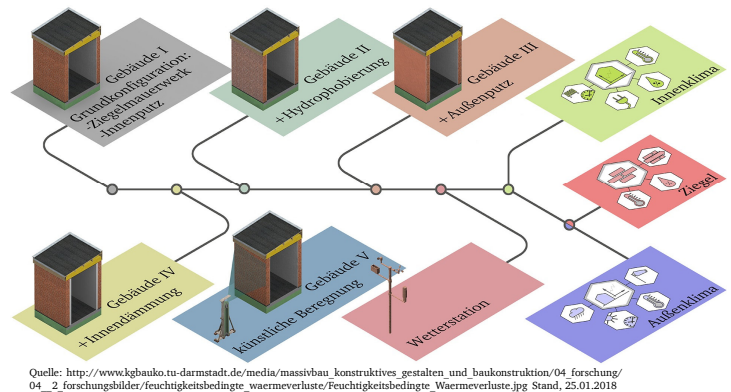 Gebäude I
Grundkonfiguration:
-Ziegelmauerwerk
-Innenputz
Gebäude II
+Hydrophobierung
Gebäude III
+Außenputz
Innenklima
Ziegel
Gebäude IV
+Innendämmung
Gebäude V
künstliche Beregnung
Wetterstation
Außenklima
Quelle: http://www.kgbauko.tu-darmstadt.de/media/massivbau_konstruktives_gestalten_und_baukonstruktion/04_forschung/
04__2_forschungsbilder/feuchtigkeitsbedingte_waermeverluste/Feuchtigkeitsbedingte_Waermeverluste.jpg Stand, 25.01.2018